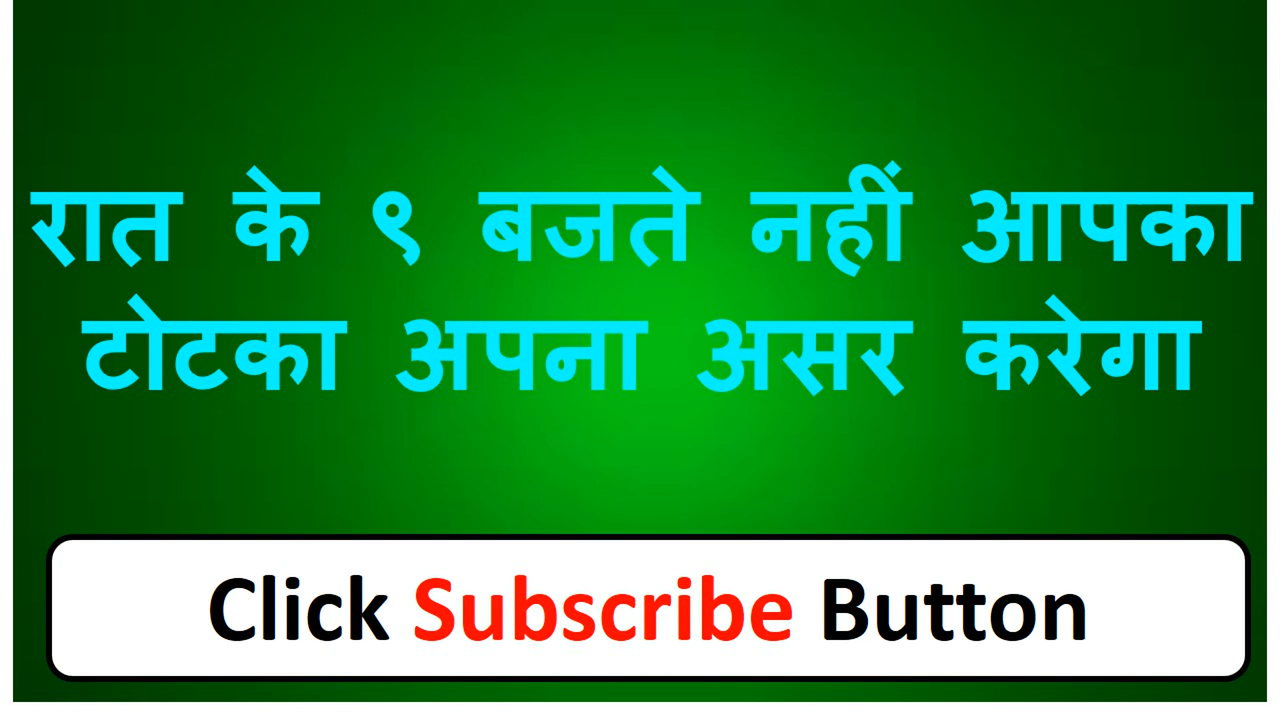 रात के ९ बजते नहीं आपका
टोटका अपना असर करेगा
Click Subscribe Button